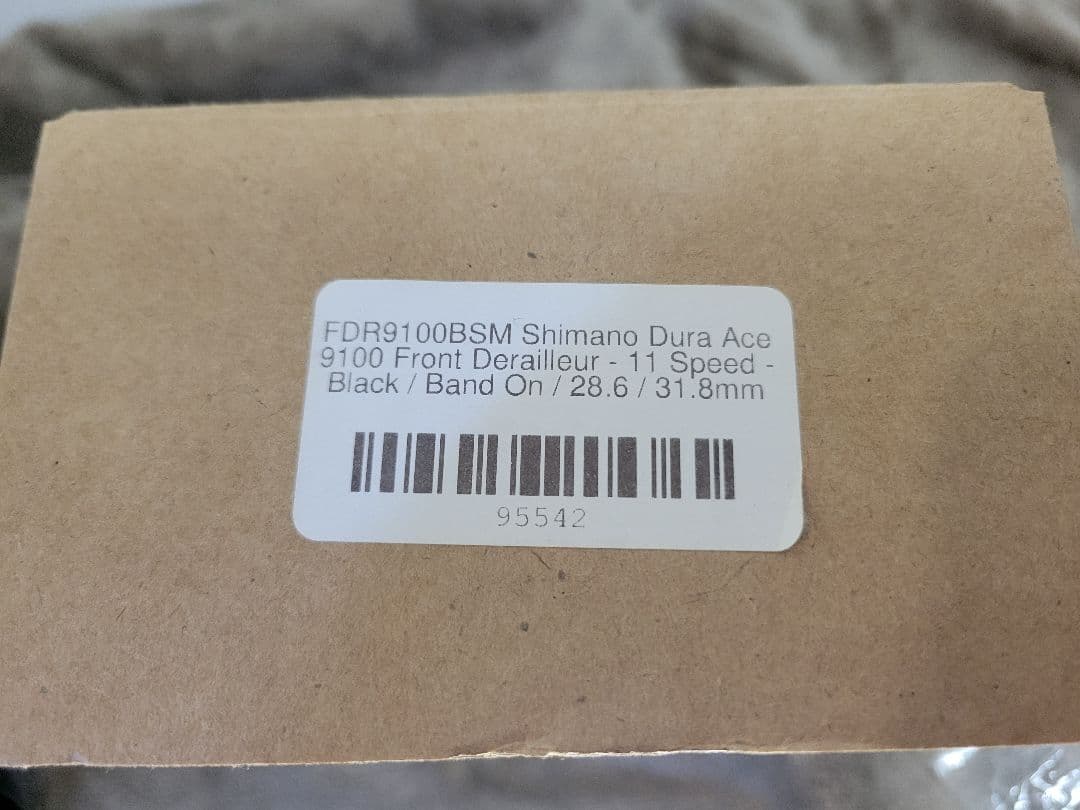 FDR9100BSM Shimano Dura Ace
9100 Front Derailleur - 11 Speed -
Black / Band On / 28.6 / 31.8mm
95542